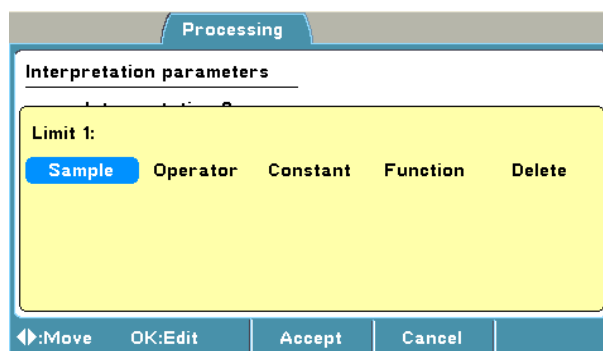 Processing
Interpretation parameters
Limit 1:
Sample Operator Constant Function Delete
:Move OK:Edit Accept Cancel